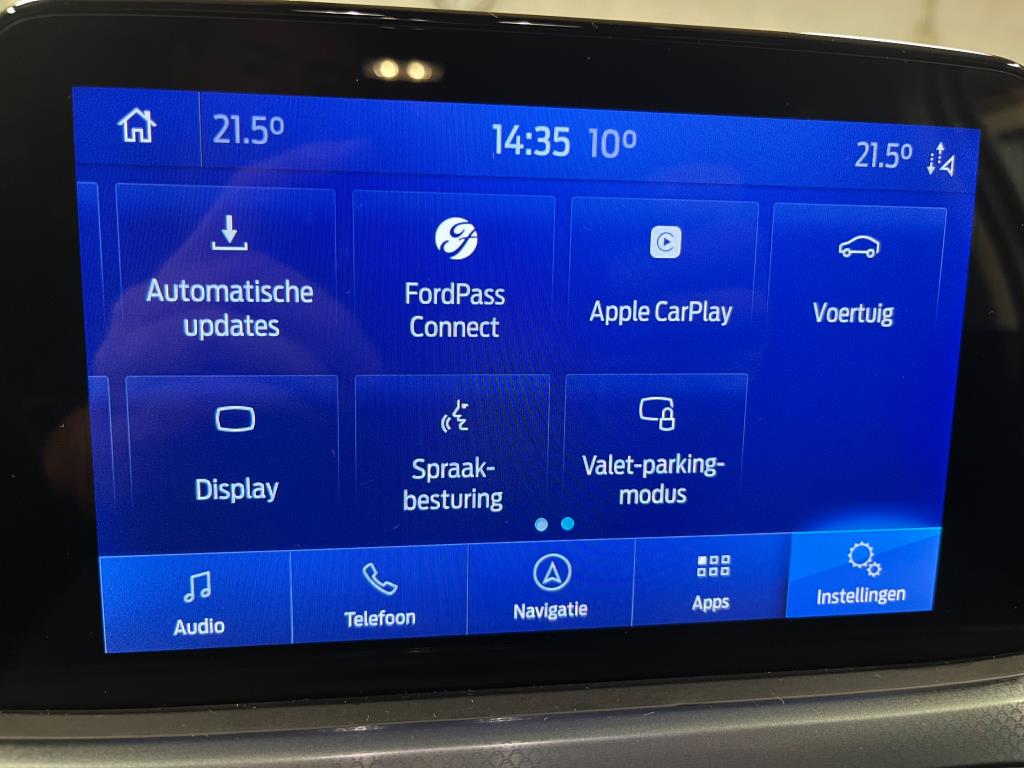 21.5° 14:35 10° 21.5°
Automatische
updates
FordPass
Connect
Apple CarPlay
Voertuig
Display
Spraak-
besturing
Valet-parking-
modus
Audio
Telefoon
Navigatie
Apps
Instellingen